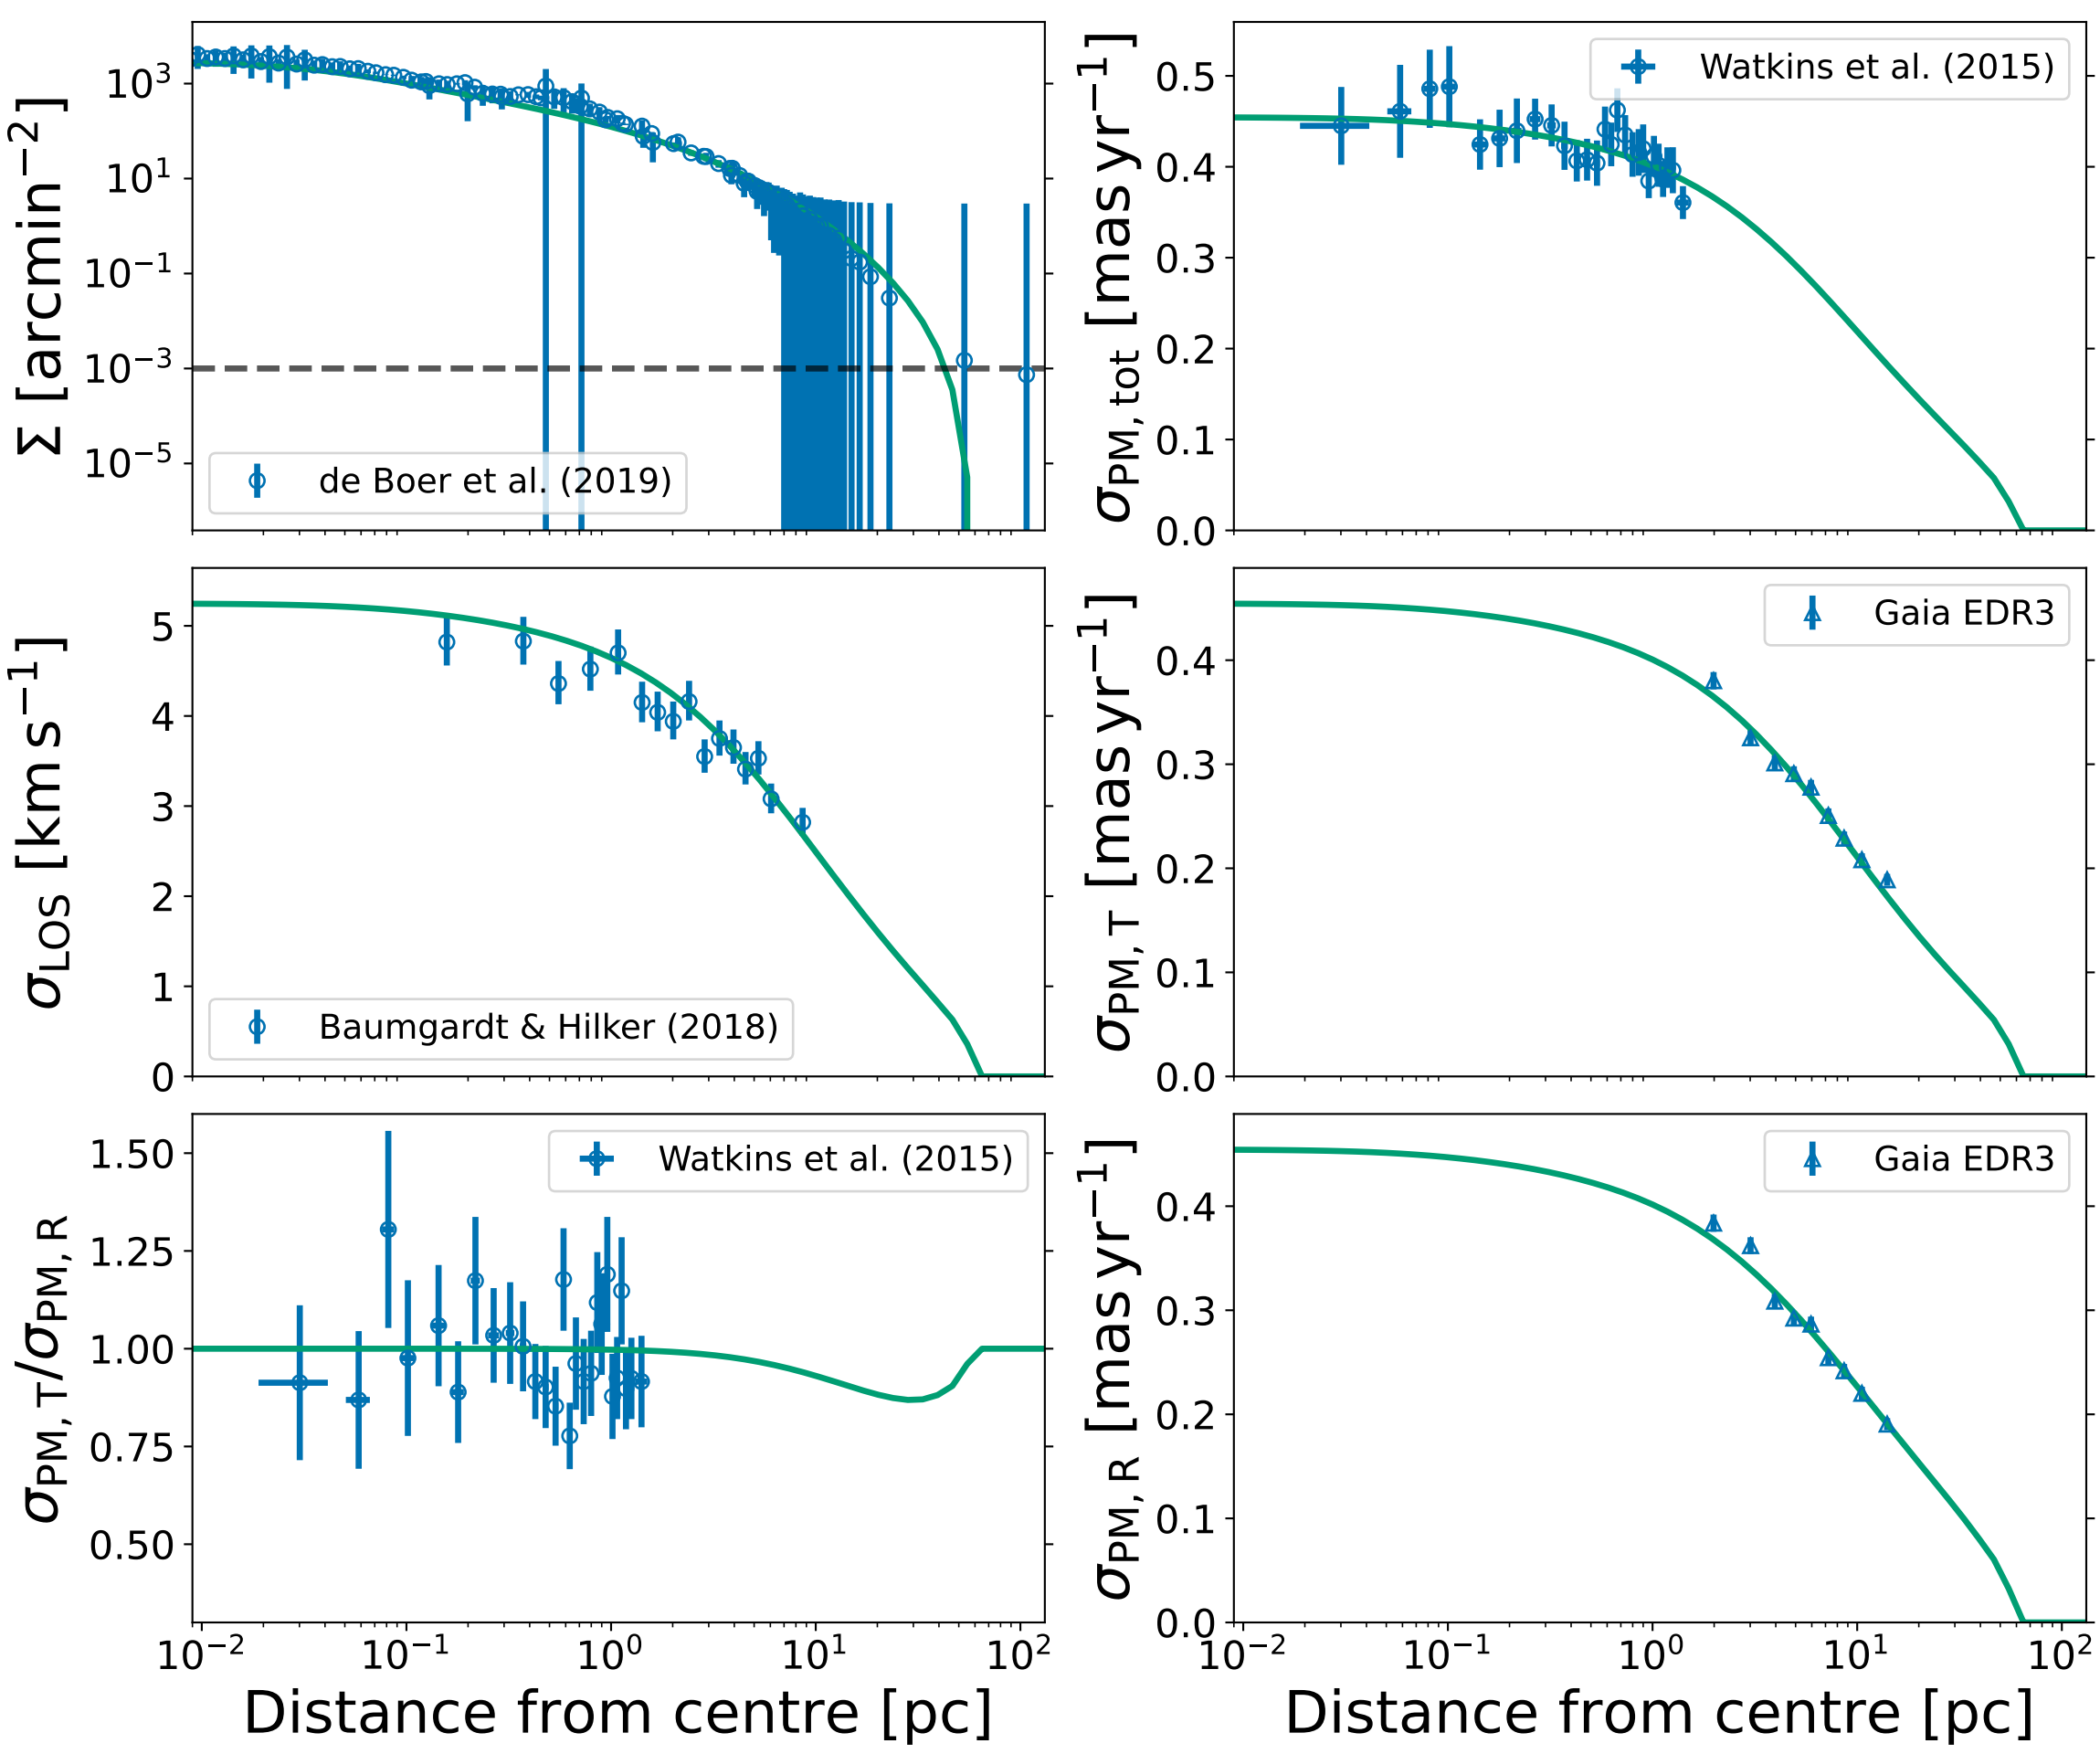 Σ [arcmin⁻²]
10³
10¹
10⁻¹
10⁻³
10⁻⁵
de Boer et al. (2019)
σPM, tot [mas yr⁻¹]
0.5
0.4
0.3
0.2
0.1
0.0
Watkins et al. (2015)
σLOS [km s⁻¹]
5
4
3
2
1
0
Baumgardt & Hilker (2018)
σPM, T [mas yr⁻¹]
0.4
0.3
0.2
0.1
0.0
Gaia EDR3
σPM, T/σPM, R
1.50
1.25
1.00
0.75
0.50
Watkins et al. (2015)
10⁻² 10⁻¹ 10⁰ 10¹ 10²
Distance from centre [pc]
σPM, R [mas yr⁻¹]
0.4
0.3
0.2
0.1
0.0
Gaia EDR3
10⁻² 10⁻¹ 10⁰ 10¹ 10²
Distance from centre [pc]